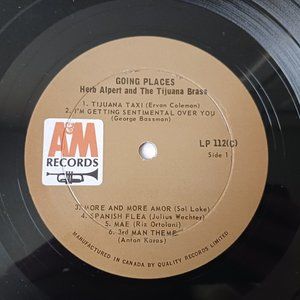 GOING PLACES
Herb Alpert and The Tijuana Brass
1. TIJUANA TAXI (Ervan Coleman)
2. I'M GETTING SENTIMENTAL OVER YOU
(George Bassman)
LP 112(C)
Side 1
AM
RECORDS
3. MORE AND MORE AMOR (Sol Lake)
4. SPANISH FLEA (Julius Wechter)
5. MAE (Riz Ortolani)
6. 3rd MAN THEME
(Anton Karas)
MANUFACTURED IN CANADA BY QUALITY RECORDS LIMITED